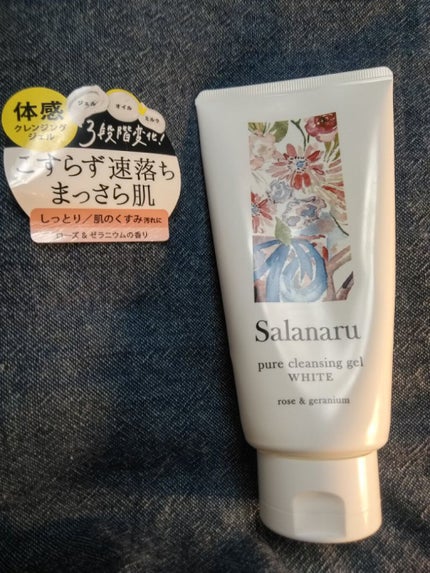 体感
クレンジング
ジェル
ジェル
オイル
ミルク
3段階変化!
こすらず速落ち
まっさら肌
しっとり/肌のくすみ汚れに
ローズ&ゼラニウムの香り
Salanaru
pure cleansing gel
WHITE
rose & geranium